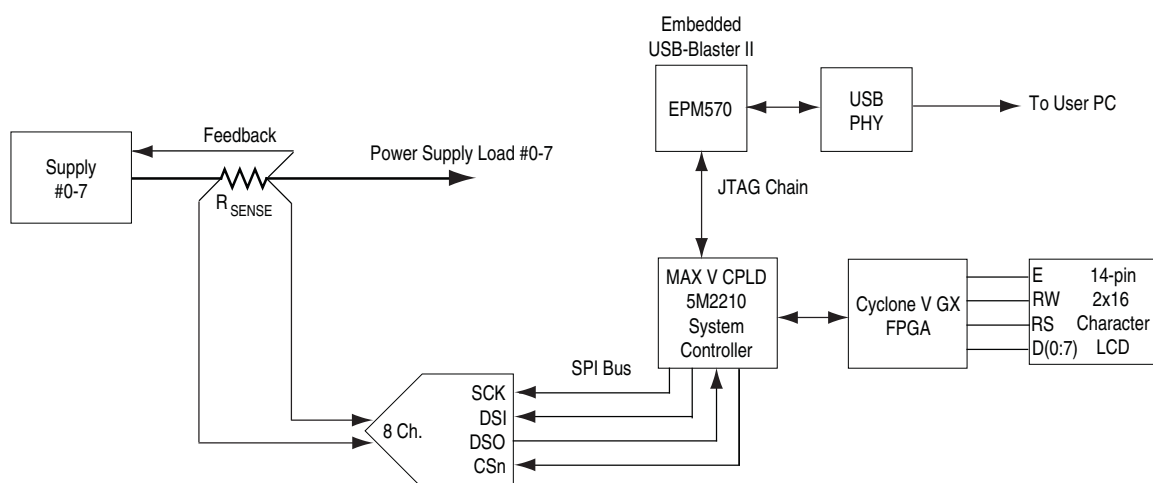 Embedded
USB-Blaster II
EPM570
USB
PHY
To User PC
Feedback
Supply
#0-7
Power Supply Load #0-7
R SENSE
JTAG Chain
MAX V CPLD
5M2210
System
Controller
Cyclone V GX
FPGA
E
RW
RS
D(0:7)
14-pin
2x16
Character
LCD
SPI Bus
8 Ch.
SCK
DSI
DSO
CSn